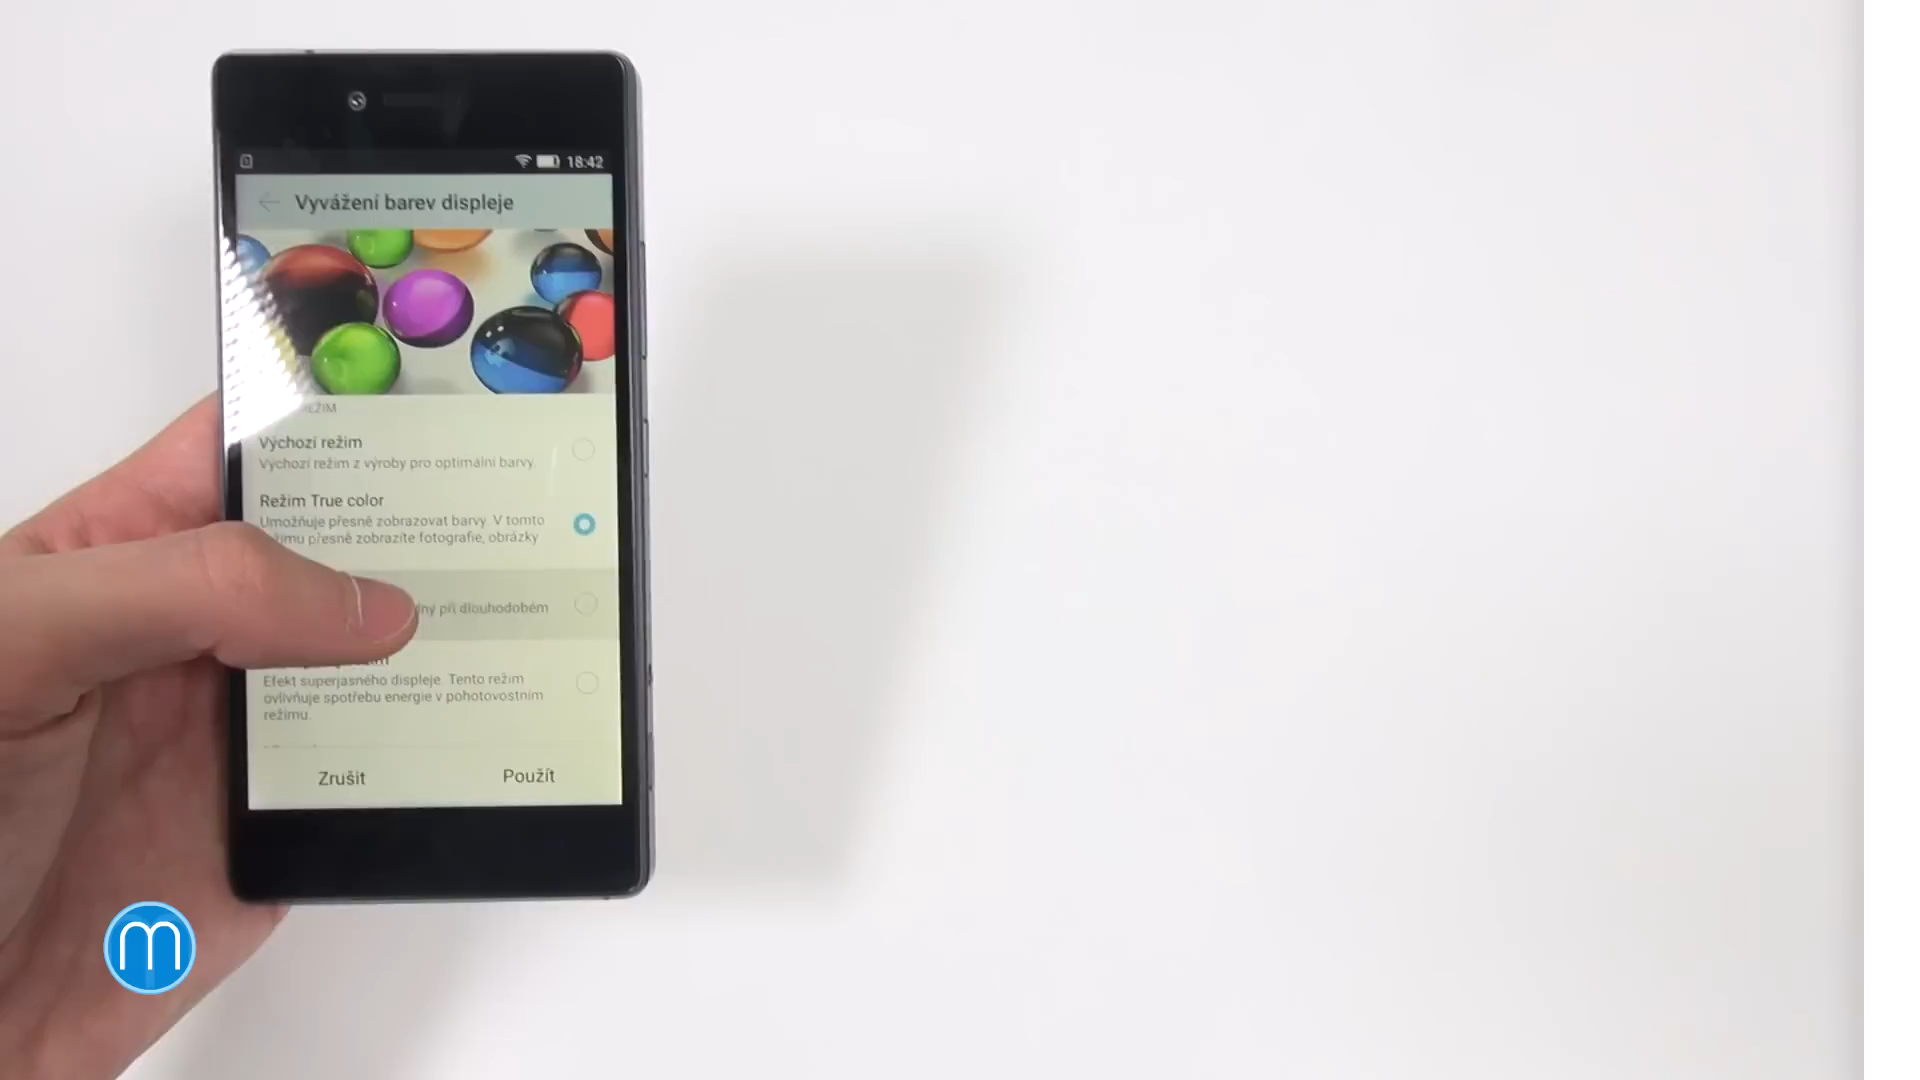 18:42
Vyvážení barev displeje
Výchozí režim
Výchozí režim z výroby pro optimální barvy.
Režim True color
Umožňuje přesně zobrazovat barvy. V tomto
přesně zobrazíte fotografie, obrázky
při dlouhodobém
Efekt superjasného displeje. Tento režim
ovlivňuje spotřebu energie v pohotovostním
režimu.
Zrušit
Použít
m